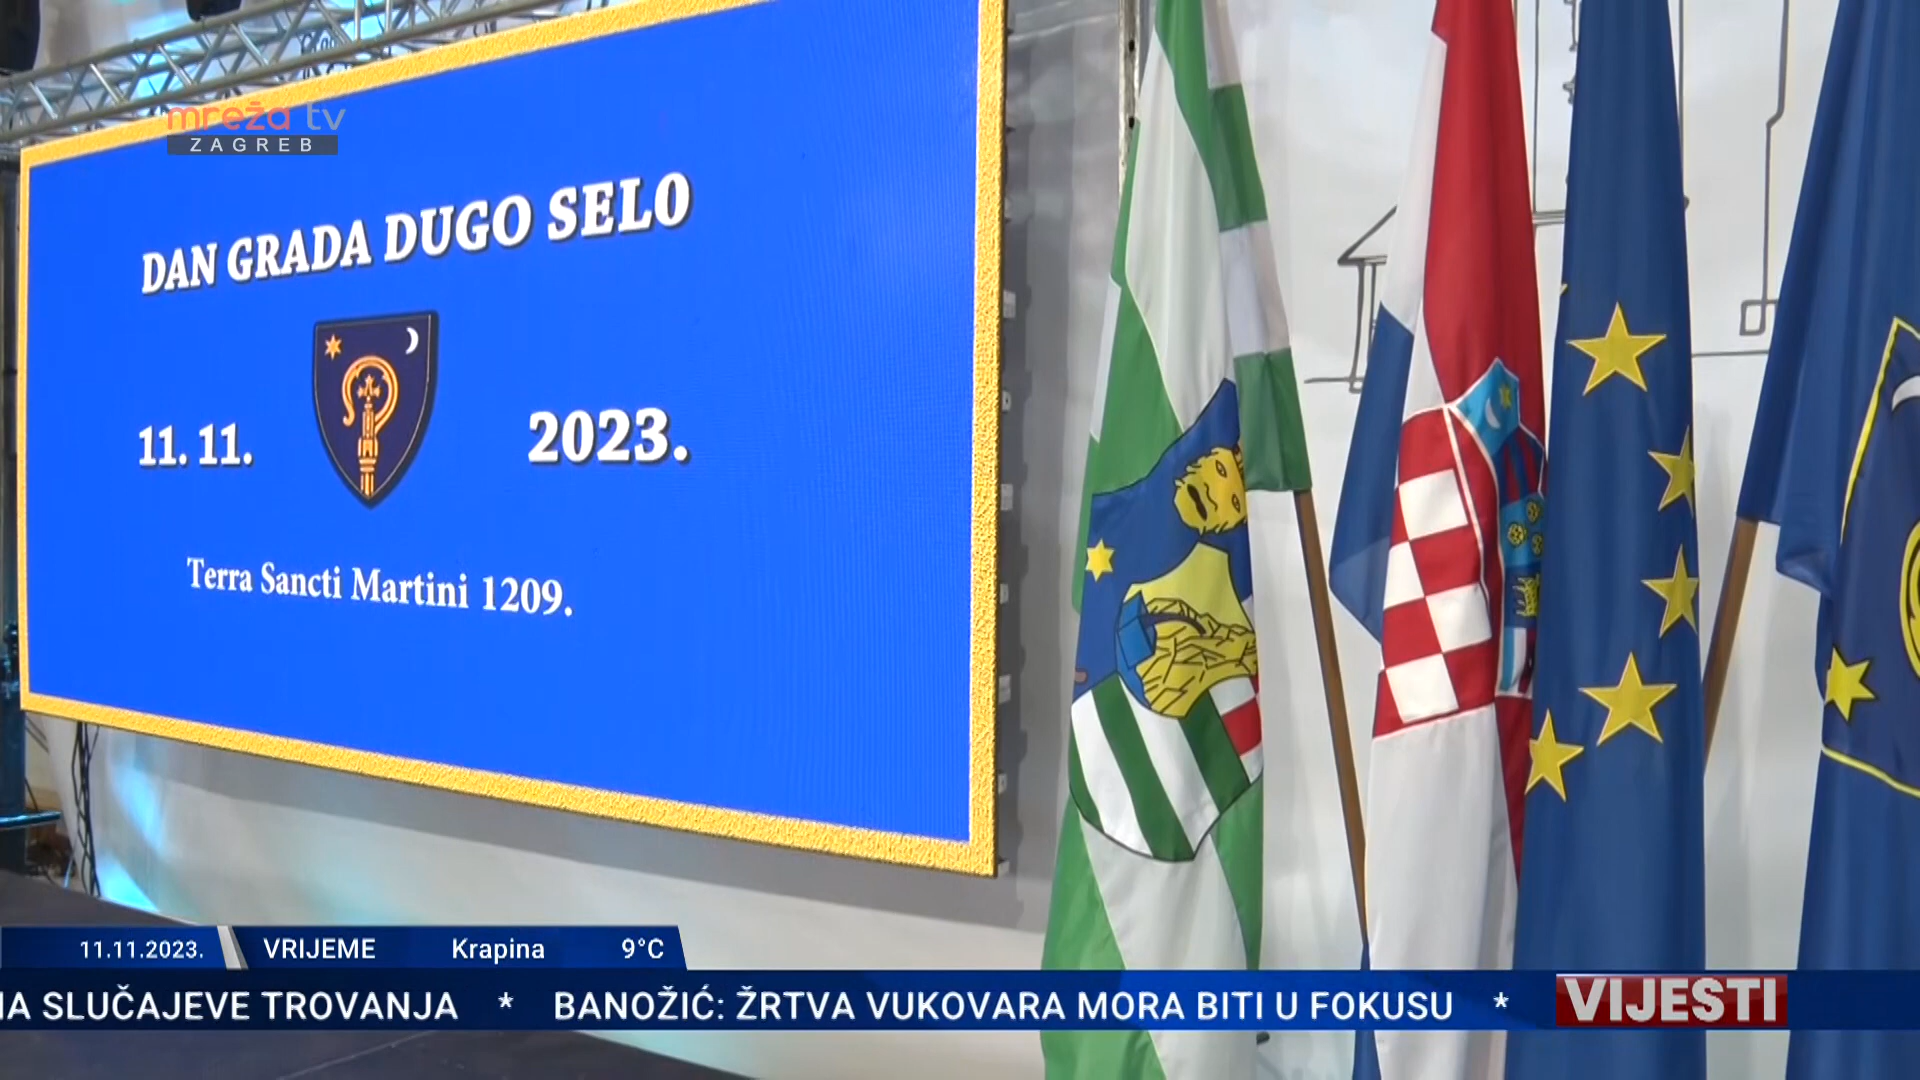 mreža tv
ZAGREB
DAN GRADA DUGO SELO
11. 11. 2023.
Terra Sancti Martini 1209.
11.11.2023. VRIJEME Krapina 9°C
NA SLUČAJEVE TROVANJA * BANOŽIĆ: ŽRTVA VUKOVARA MORA BITI U FOKUSU * VIJESTI